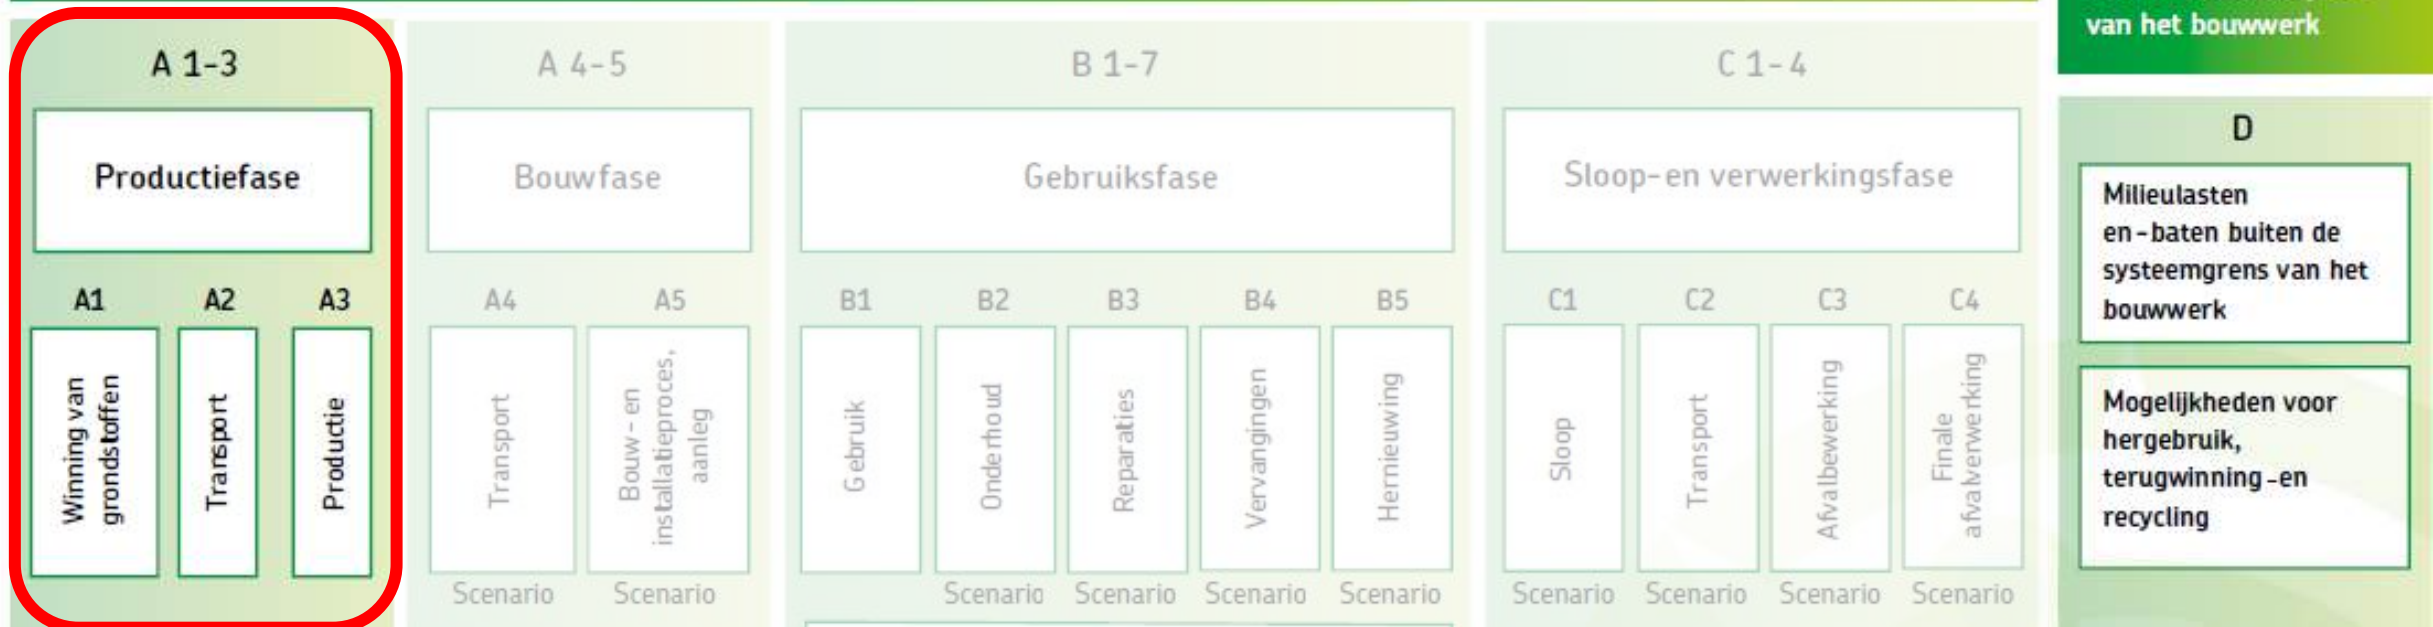 van het bouwwerk
A 1-3
A 4-5
B 1-7
C 1-4
D
Productiefase
Bouwfase
Gebruiksfase
Sloop-en verwerkingsfase
Milieulasten
en-baten buiten de
systeemgrens van het
bouwwerk
A1
A2
A3
A4
A5
B1
B2
B3
B4
B5
C1
C2
C3
C4
Winning van
grondstoffen
Transport
Productie
Transport
Bouw- en
installatieproces,
aanleg
Gebruik
Onderhoud
Reparaties
Vervangingen
Hernieuwing
Sloop
Transport
Afvalbewerking
Finale
afvalverwerking
Mogelijkheden voor
hergebruik,
terugwinning-en
recycling
Scenario
Scenario
Scenario
Scenario
Scenario
Scenario
Scenario
Scenario
Scenario
Scenario